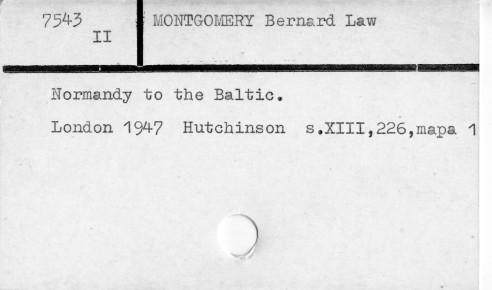 7543 MONTGOMERY Bernard Law
II
Normandy to the Baltic.
London 1947 Hutchinson s.XIII,226,mapa 1